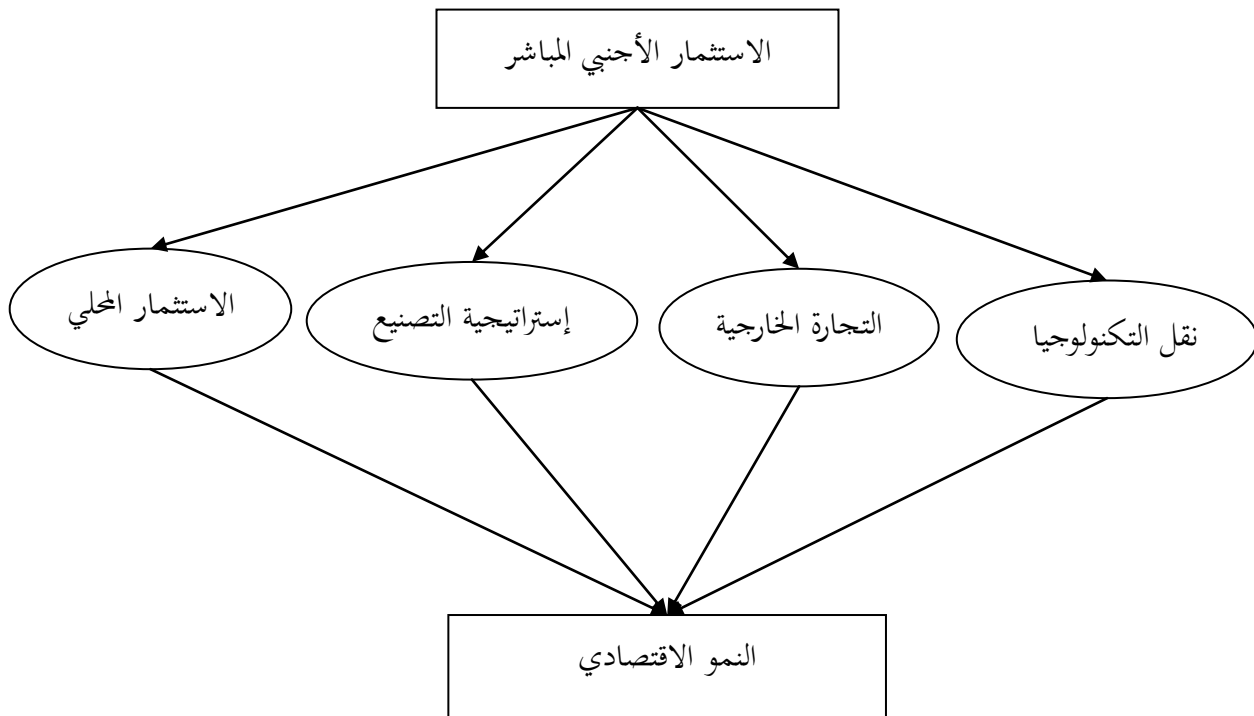 الاستثمار الأجنبي المباشر
نقل التكنولوجيا
التجارة الخارجية
إستراتيجية التصنيع
الاستثمار المحلي
النمو الاقتصادي